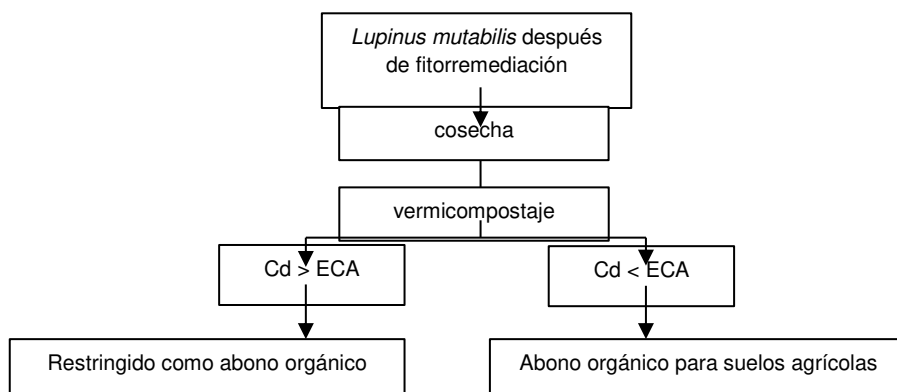 Lupinus mutabilis después
de fitorremediación
cosecha
vermicompostaje
Cd > ECA
Cd < ECA
Restringido como abono orgánico
Abono orgánico para suelos agrícolas